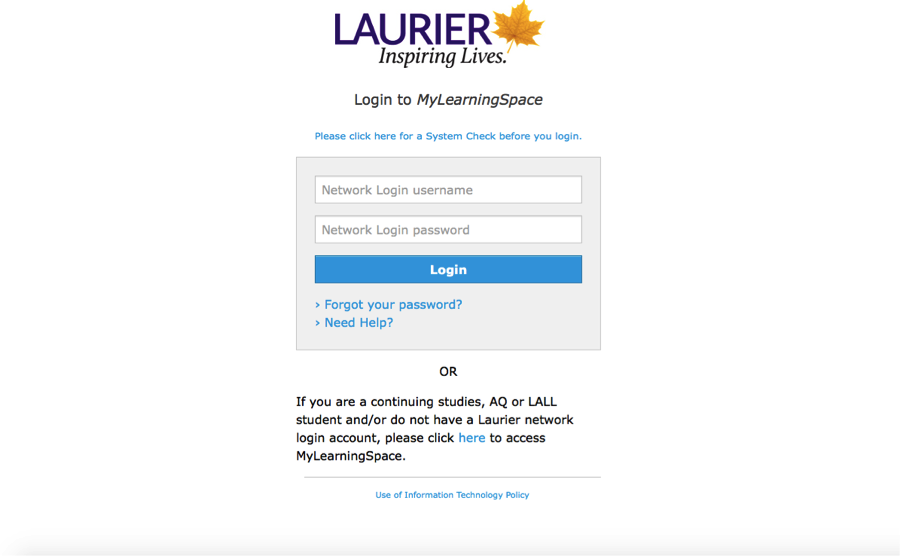 LAURIER
Inspiring Lives.
Login to MyLearningSpace
Please click here for a System Check before you login.
Network Login username
Network Login password
Login
› Forgot your password?
› Need Help?
OR
If you are a continuing studies, AQ or LALL
student and/or do not have a Laurier network
login account, please click here to access
MyLearningSpace.
Use of Information Technology Policy